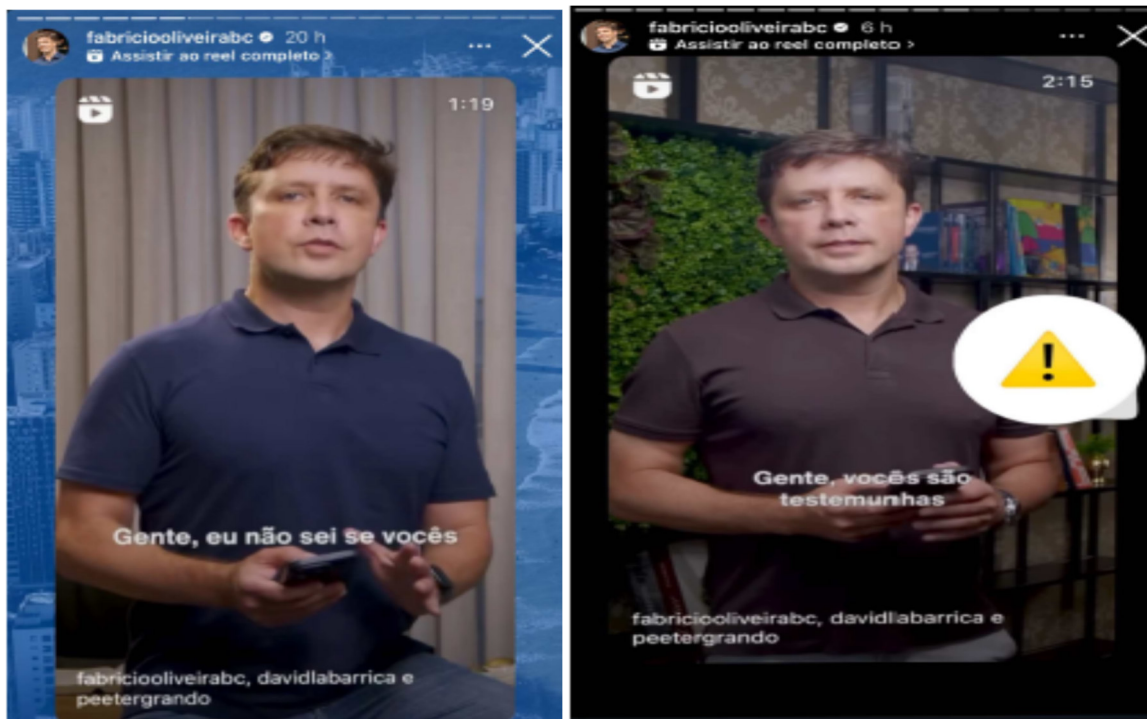 fabriciooliveirabc 20 h
Assistir ao reel completo >
1:19
Gente, eu não sei se vocês
fabriciooliveirabc, davidlabarrica e
peetergrando
fabriciooliveirabc 6 h
Assistir ao reel completo >
2:15
Gente, vocês são
testemunhas
fabriciooliveirabc, davidlabarrica e
peetergrando